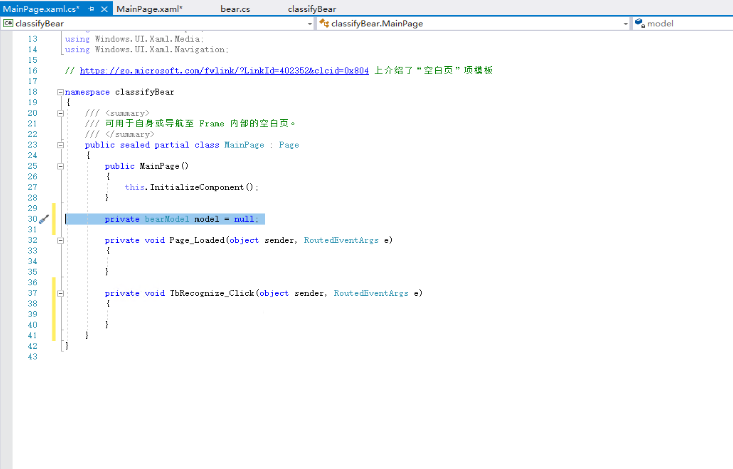 MainPage.xaml.cs* MainPage.xaml* bear.cs classifyBear
classifyBear classifyBear.MainPage model
13 using Windows.UI.Xaml.Media;
14 using Windows.UI.Xaml.Navigation;
15
16 // https://go.microsoft.com/fwlink/?LinkId=402352&clcid=0x804 上介绍了“空白页”项模板
17
18 namespace classifyBear
19 {
20 /// <summary>
21 /// 可用于自身或导航至 Frame 内部的空白页。
22 /// </summary>
23 public sealed partial class MainPage : Page
24 {
25 public MainPage()
26 {
27 this.InitializeComponent();
28 }
29
30 private bearModel model = null;
31
32 private void Page_Loaded(object sender, RoutedEventArgs e)
33 {
34
35 }
36
37 private void TbRecognize_Click(object sender, RoutedEventArgs e)
38 {
39
40 }
41 }
42 }
43